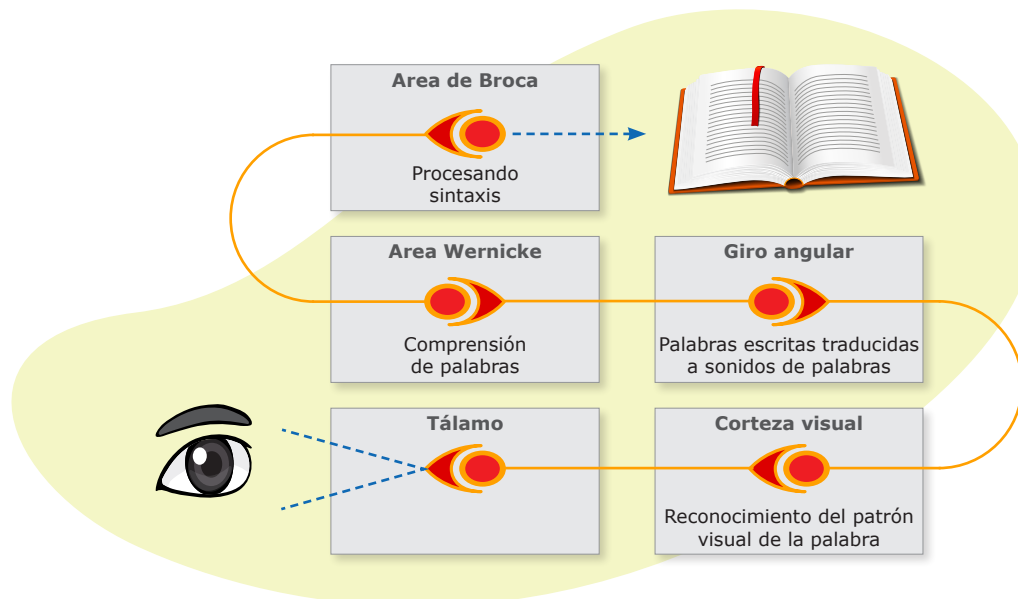 Area de Broca
Procesando
sintaxis
Area Wernicke
Comprensión
de palabras
Giro angular
Palabras escritas traducidas
a sonidos de palabras
Tálamo
Corteza visual
Reconocimiento del patrón
visual de la palabra